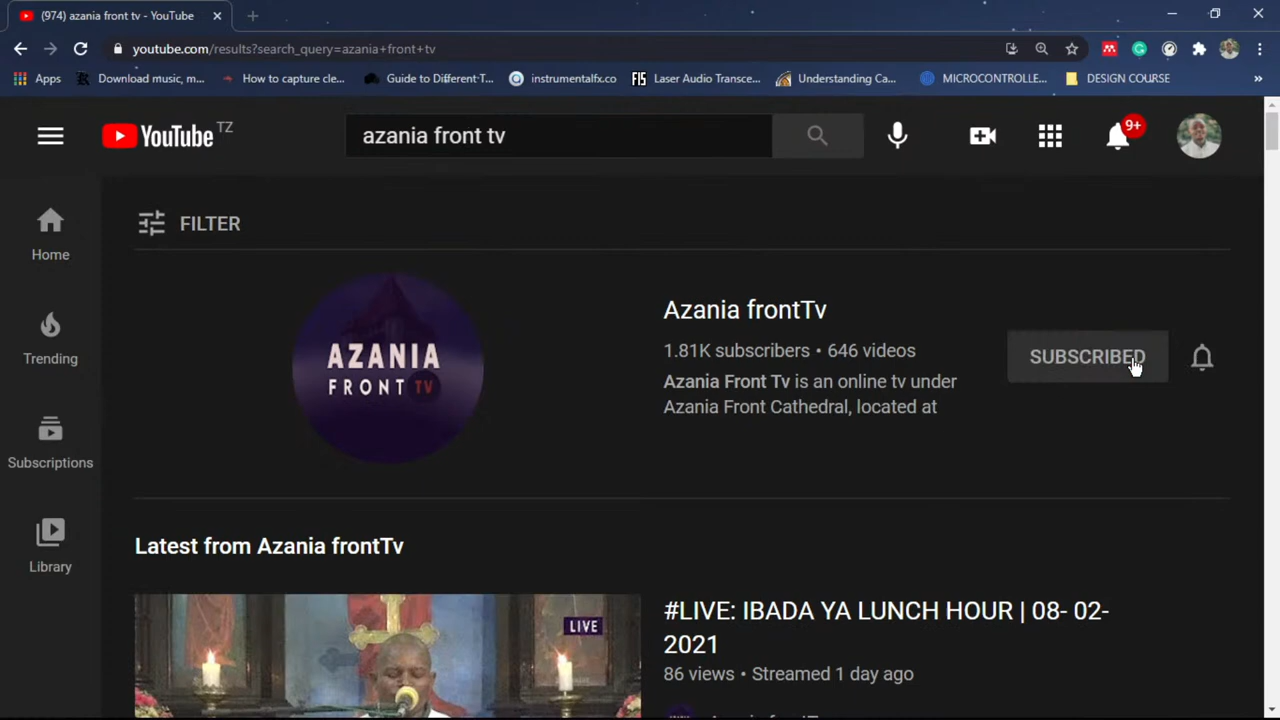 (974) azania front tv - YouTube
youtube.com/results?search_query=azania+front+tv
Apps Download music, m... How to capture cle... Guide to Different T... instrumentalfx.co FIS Laser Audio Transce... Understanding Ca... MICROCONTROLLE... DESIGN COURSE »
YouTube TZ
azania front tv
9+
Home
Trending
Subscriptions
Library
FILTER
AZANIA
FRONT TV
Azania frontTv
1.81K subscribers • 646 videos
Azania Front Tv is an online tv under
Azania Front Cathedral, located at
SUBSCRIBED
Latest from Azania frontTv
LIVE
#LIVE: IBADA YA LUNCH HOUR | 08- 02-
2021
86 views • Streamed 1 day ago